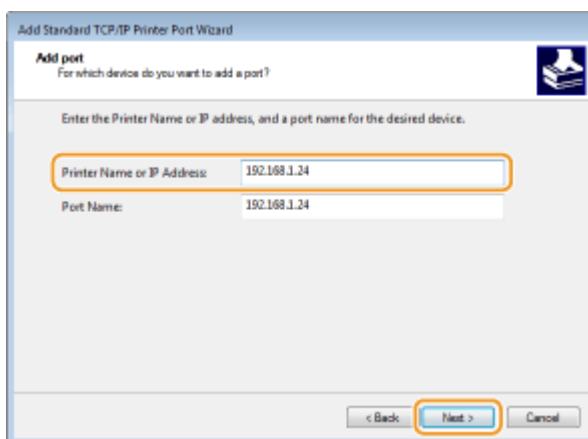 Add Standard TCP/IP Printer Port Wizard
Add port
For which device do you want to add a port?
Enter the Printer Name or IP address, and a port name for the desired device.
Printer Name or IP Address: 192.168.1.24
Port Name: 192.168.1.24
< Back Next > Cancel